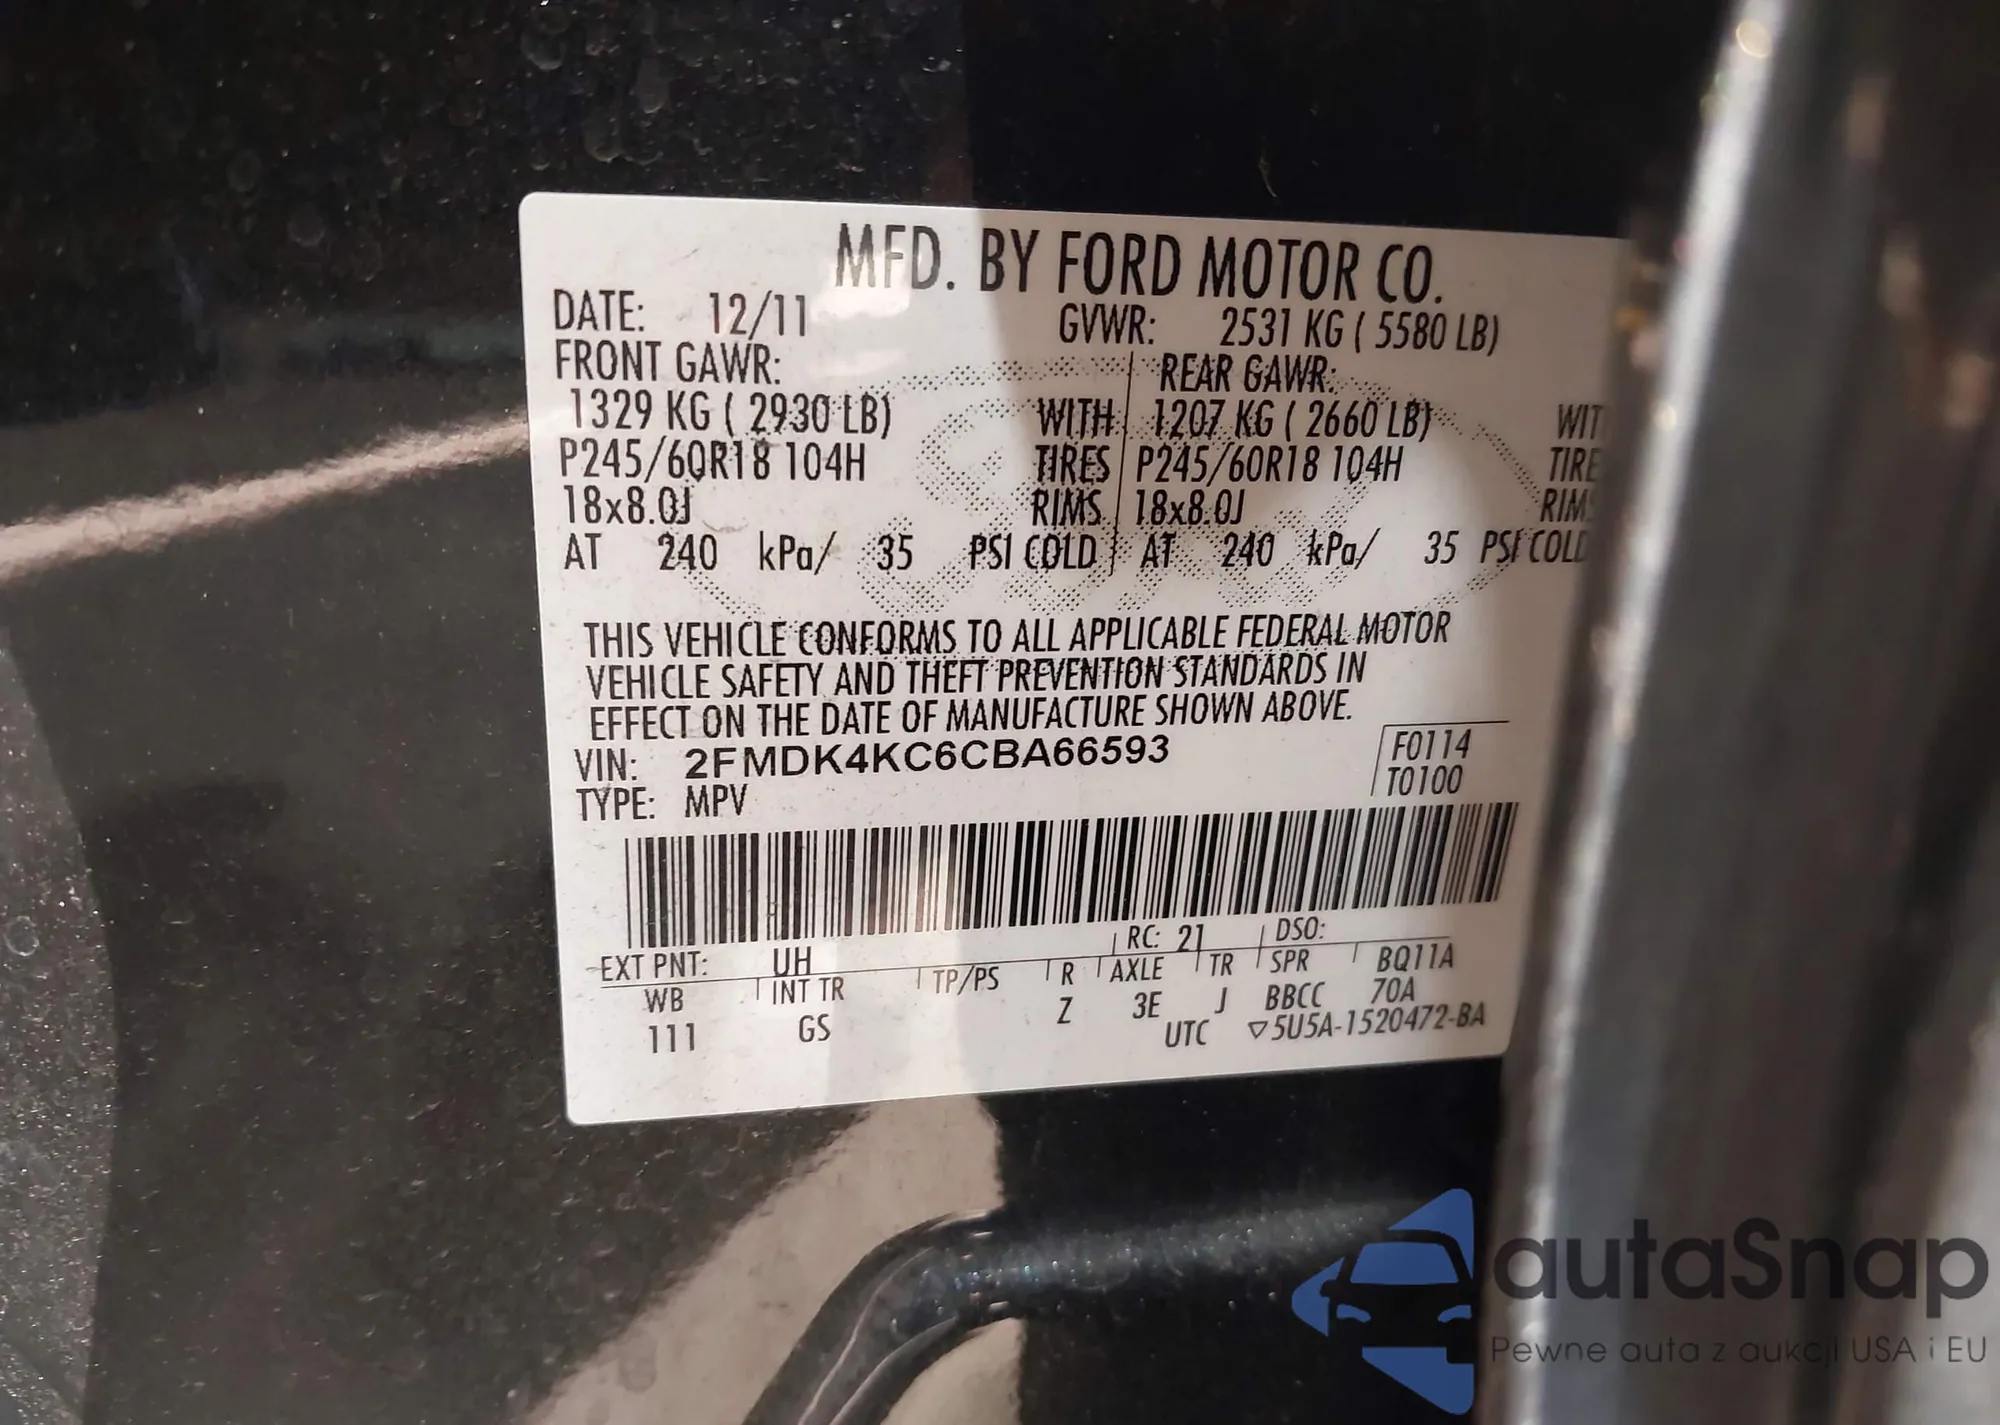 MFD. BY FORD MOTOR CO.
DATE: 12/11 GVWR: 2531 KG ( 5580 LB)
FRONT GAWR: REAR GAWR:
1329 KG ( 2930 LB) WITH 1207 KG ( 2660 LB) WIT
P245/60R18 104H TIRES P245/60R18 104H TIRE
18x8.0J RIMS 18x8.0J RIMS
AT 240 kPa/ 35 PSI COLD AT 240 kPa/ 35 PSI COLD
THIS VEHICLE CONFORMS TO ALL APPLICABLE FEDERAL MOTOR
VEHICLE SAFETY AND THEFT PREVENTION STANDARDS IN
EFFECT ON THE DATE OF MANUFACTURE SHOWN ABOVE.
VIN: 2FMDK4KC6CBA66593 F0114
TYPE: MPV T0100
EXT PNT: UH RC: 21 DSO:
WB INT TR TP/PS R AXLE TR SPR BQ11A
111 GS Z 3E J BBCC 70A
UTC ▽5U5A-1520472-BA
autaSnap
Pewne auta z aukcji USA i EU